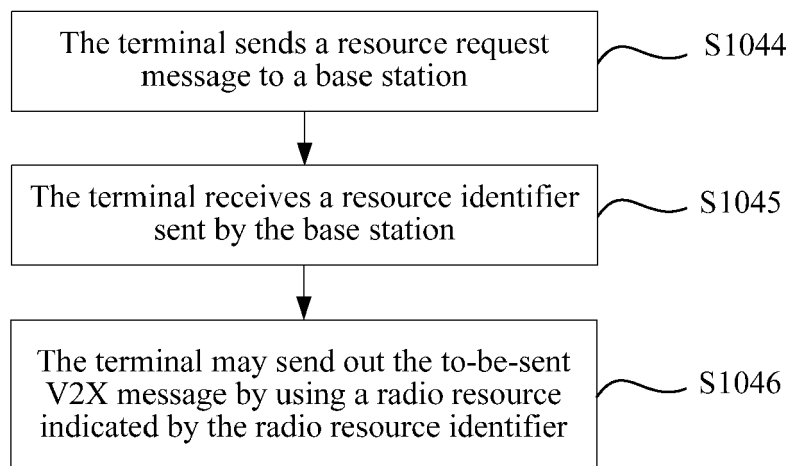 The terminal sends a resource request
message to a base station
S1044
The terminal receives a resource identifier
sent by the base station
S1045
The terminal may send out the to-be-sent
V2X message by using a radio resource
indicated by the radio resource identifier
S1046